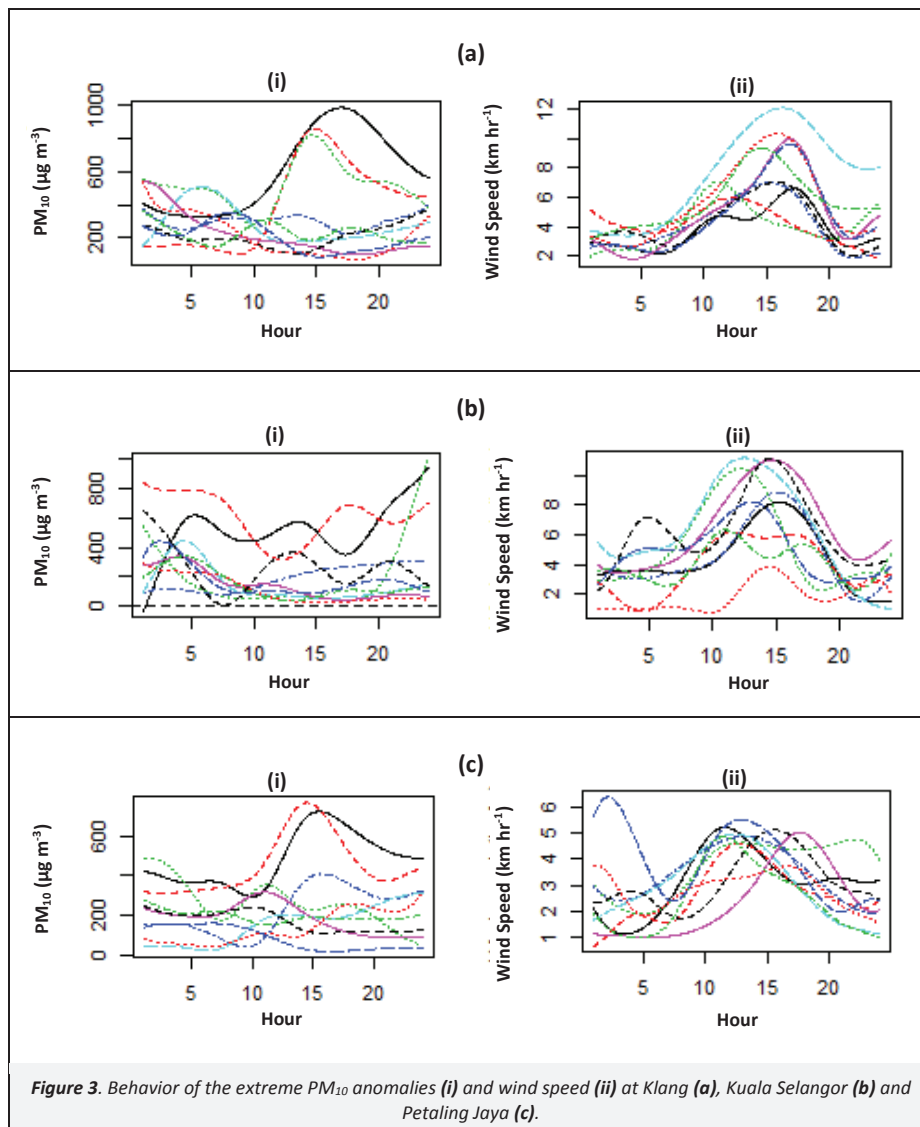 (a)
(i)
PM₁₀ (µg m⁻³)
1000
600
200
5 10 15 20
Hour
(ii)
Wind Speed (km hr⁻¹)
12
10
8
6
4
2
5 10 15 20
Hour
(b)
(i)
PM₁₀ (µg m⁻³)
800
400
0
5 10 15 20
Hour
(ii)
Wind Speed (km hr⁻¹)
8
6
4
2
5 10 15 20
Hour
(c)
(i)
PM₁₀ (µg m⁻³)
600
200
0
5 10 15 20
Hour
(ii)
Wind Speed (km hr⁻¹)
6
5
4
3
2
1
5 10 15 20
Hour
Figure 3. Behavior of the extreme PM₁₀ anomalies (i) and wind speed (ii) at Klang (a), Kuala Selangor (b) and
Petaling Jaya (c).